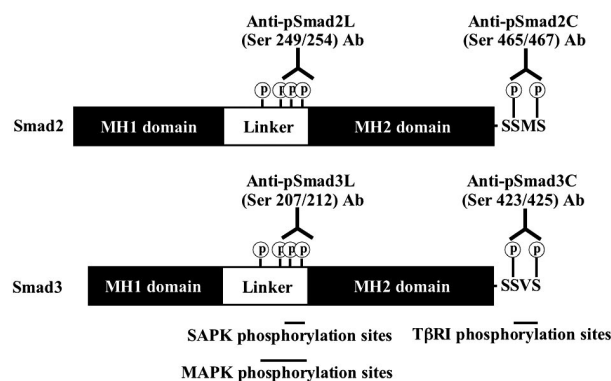 Anti-pSmad2L Anti-pSmad2C
(Ser 249/254) Ab (Ser 465/467) Ab
p p p p p p
Smad2 MH1 domain Linker MH2 domain SSMS
Anti-pSmad3L Anti-pSmad3C
(Ser 207/212) Ab (Ser 423/425) Ab
p p p p p p
Smad3 MH1 domain Linker MH2 domain SSVS
SAPK phosphorylation sites TβRI phosphorylation sites
MAPK phosphorylation sites